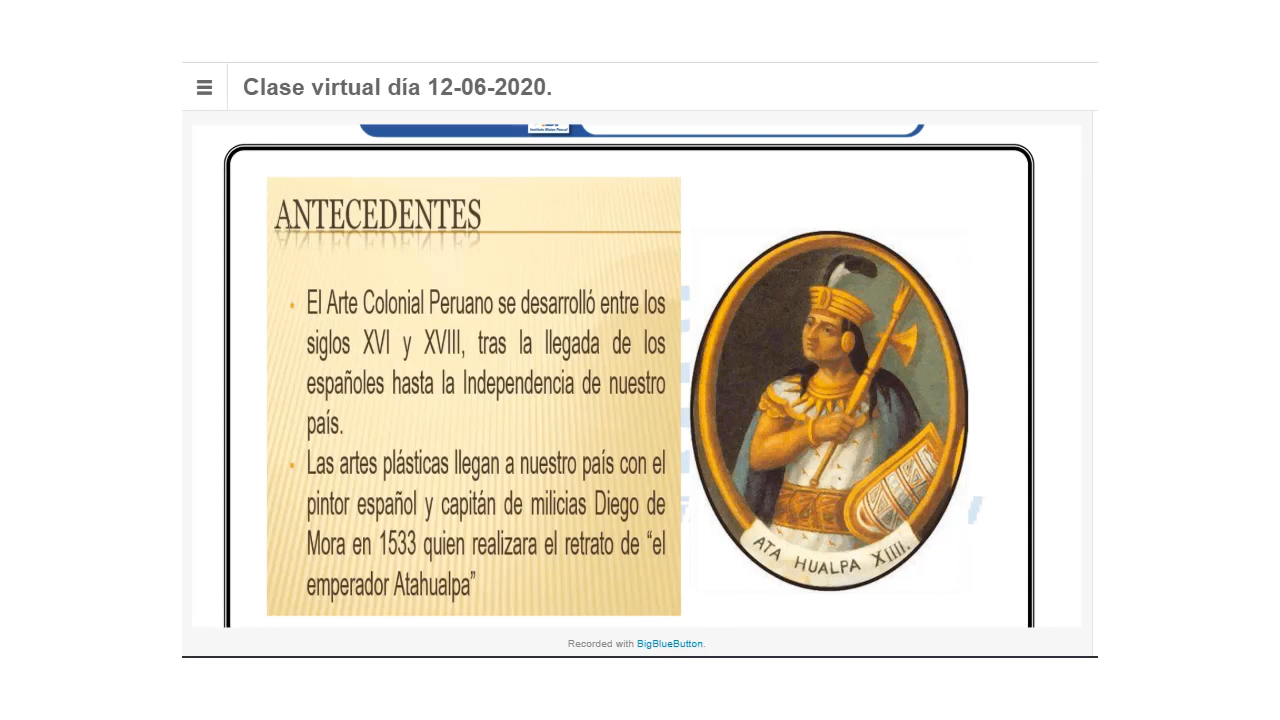 Clase virtual día 12-06-2020.
Instituto Blaise Pascal
ANTECEDENTES
• El Arte Colonial Peruano se desarrolló entre los
siglos XVI y XVIII, tras la llegada de los
españoles hasta la Independencia de nuestro
país.
• Las artes plásticas llegan a nuestro país con el
pintor español y capitán de milicias Diego de
Mora en 1533 quien realizara el retrato de “el
emperador Atahualpa”
ATA HUALPA XIIII.
Recorded with BigBlueButton.